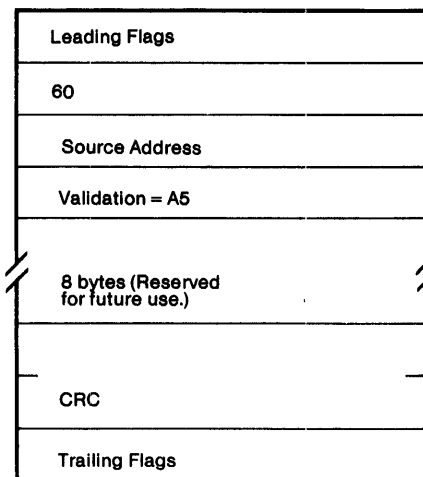 Leading Flags
60
Source Address
Validation = A5
8 bytes (Reserved
for future use.)
CRC
Trailing Flags